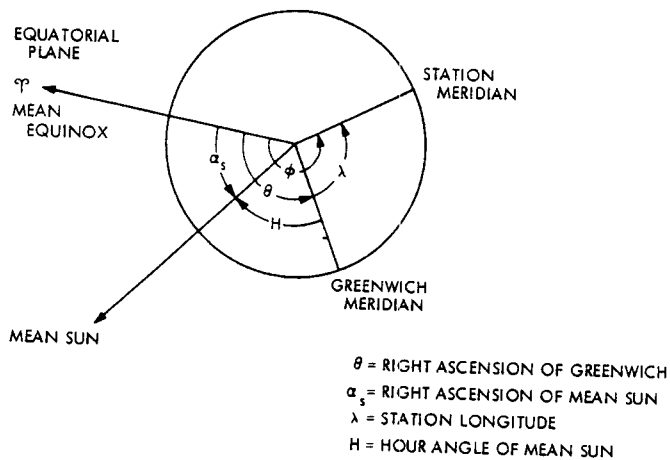 EQUATORIAL
PLANE
♈
MEAN
EQUINOX
STATION
MERIDIAN
αs
θ
ϕ
λ
H
GREENWICH
MERIDIAN
MEAN SUN
θ = RIGHT ASCENSION OF GREENWICH
αs = RIGHT ASCENSION OF MEAN SUN
λ = STATION LONGITUDE
H = HOUR ANGLE OF MEAN SUN